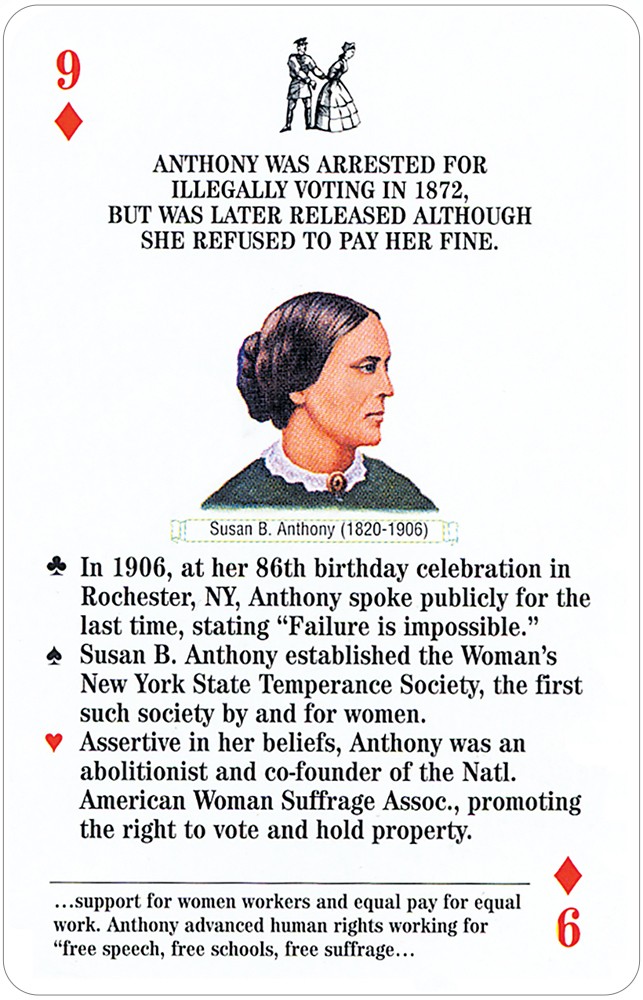 9
ANTHONY WAS ARRESTED FOR
ILLEGALLY VOTING IN 1872,
BUT WAS LATER RELEASED ALTHOUGH
SHE REFUSED TO PAY HER FINE.
Susan B. Anthony (1820-1906)
♣ In 1906, at her 86th birthday celebration in
Rochester, NY, Anthony spoke publicly for the
last time, stating “Failure is impossible.”
♠ Susan B. Anthony established the Woman’s
New York State Temperance Society, the first
such society by and for women.
♥ Assertive in her beliefs, Anthony was an
abolitionist and co-founder of the Natl.
American Woman Suffrage Assoc., promoting
the right to vote and hold property.
…support for women workers and equal pay for equal
work. Anthony advanced human rights working for
“free speech, free schools, free suffrage…
9